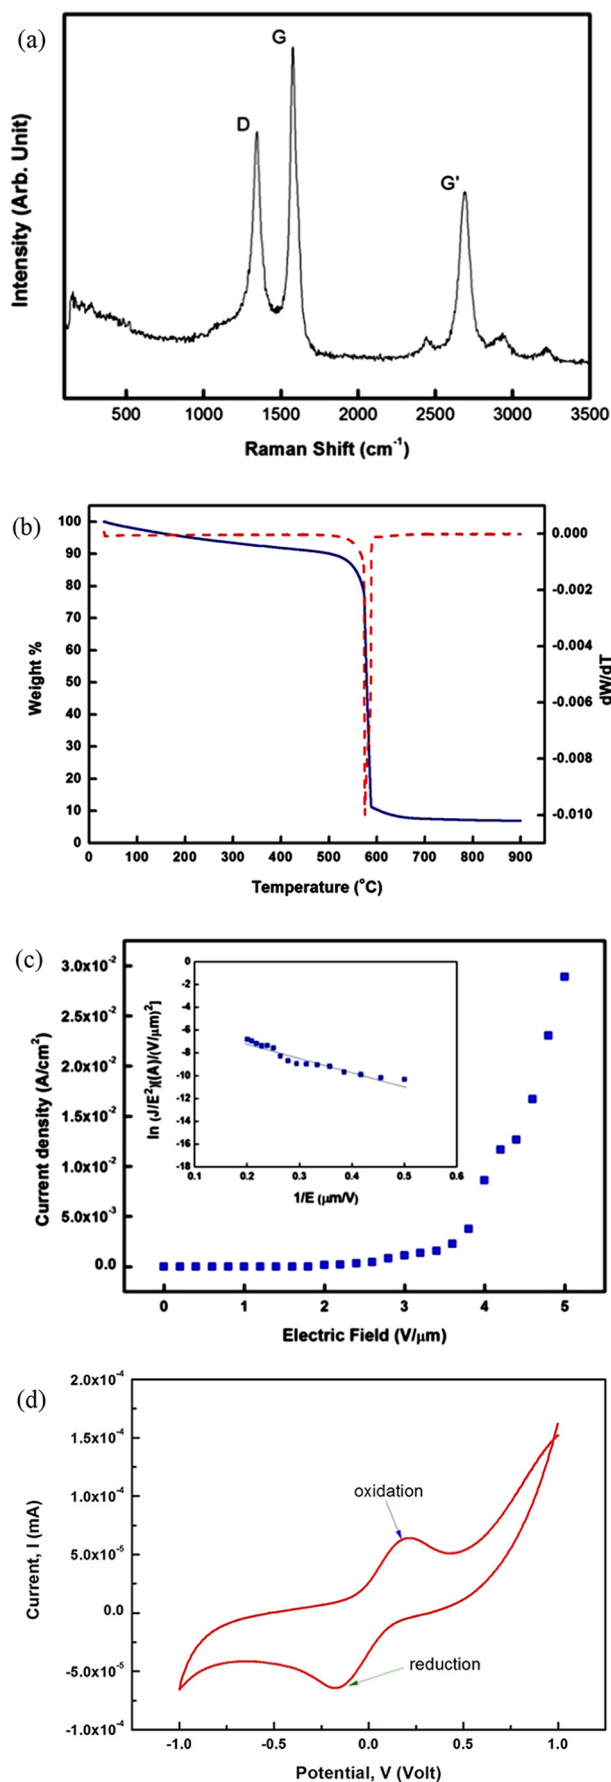 (a)
G
D
G'
Intensity (Arb. Unit)
500 1000 1500 2000 2500 3000 3500
Raman Shift (cm⁻¹)
(b)
100
90
80
70
60
50
40
30
20
10
0
Weight %
0.000
-0.002
-0.004
-0.006
-0.008
-0.010
dW/dT
0 100 200 300 400 500 600 700 800 900
Temperature (°C)
(c)
3.0x10⁻²
2.5x10⁻²
2.0x10⁻²
1.5x10⁻²
1.0x10⁻²
5.0x10⁻³
0.0
Current density (A/cm²)
0
-2
-4
-6
-8
-10
-12
-14
-16
-18
ln (J/E²)[(A)/(V/μm)²]
0.1 0.2 0.3 0.4 0.5 0.6
1/E (μm/V)
0 1 2 3 4 5
Electric Field (V/μm)
(d)
2.0x10⁻⁴
1.5x10⁻⁴
1.0x10⁻⁴
5.0x10⁻⁵
0.0
-5.0x10⁻⁵
-1.0x10⁻⁴
Current, I (mA)
oxidation
reduction
-1.0 -0.5 0.0 0.5 1.0
Potential, V (Volt)